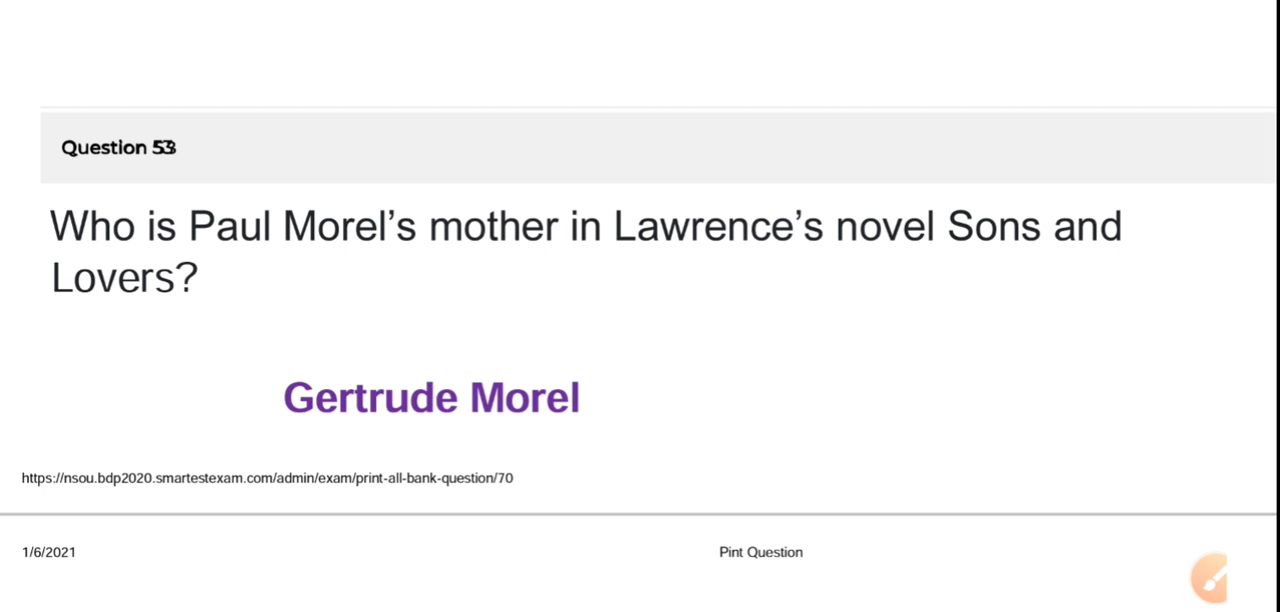 Question 53
Who is Paul Morel’s mother in Lawrence’s novel Sons and
Lovers?
Gertrude Morel
https://nsou.bdp2020.smartestexam.com/admin/exam/print-all-bank-question/70
1/6/2021 Pint Question